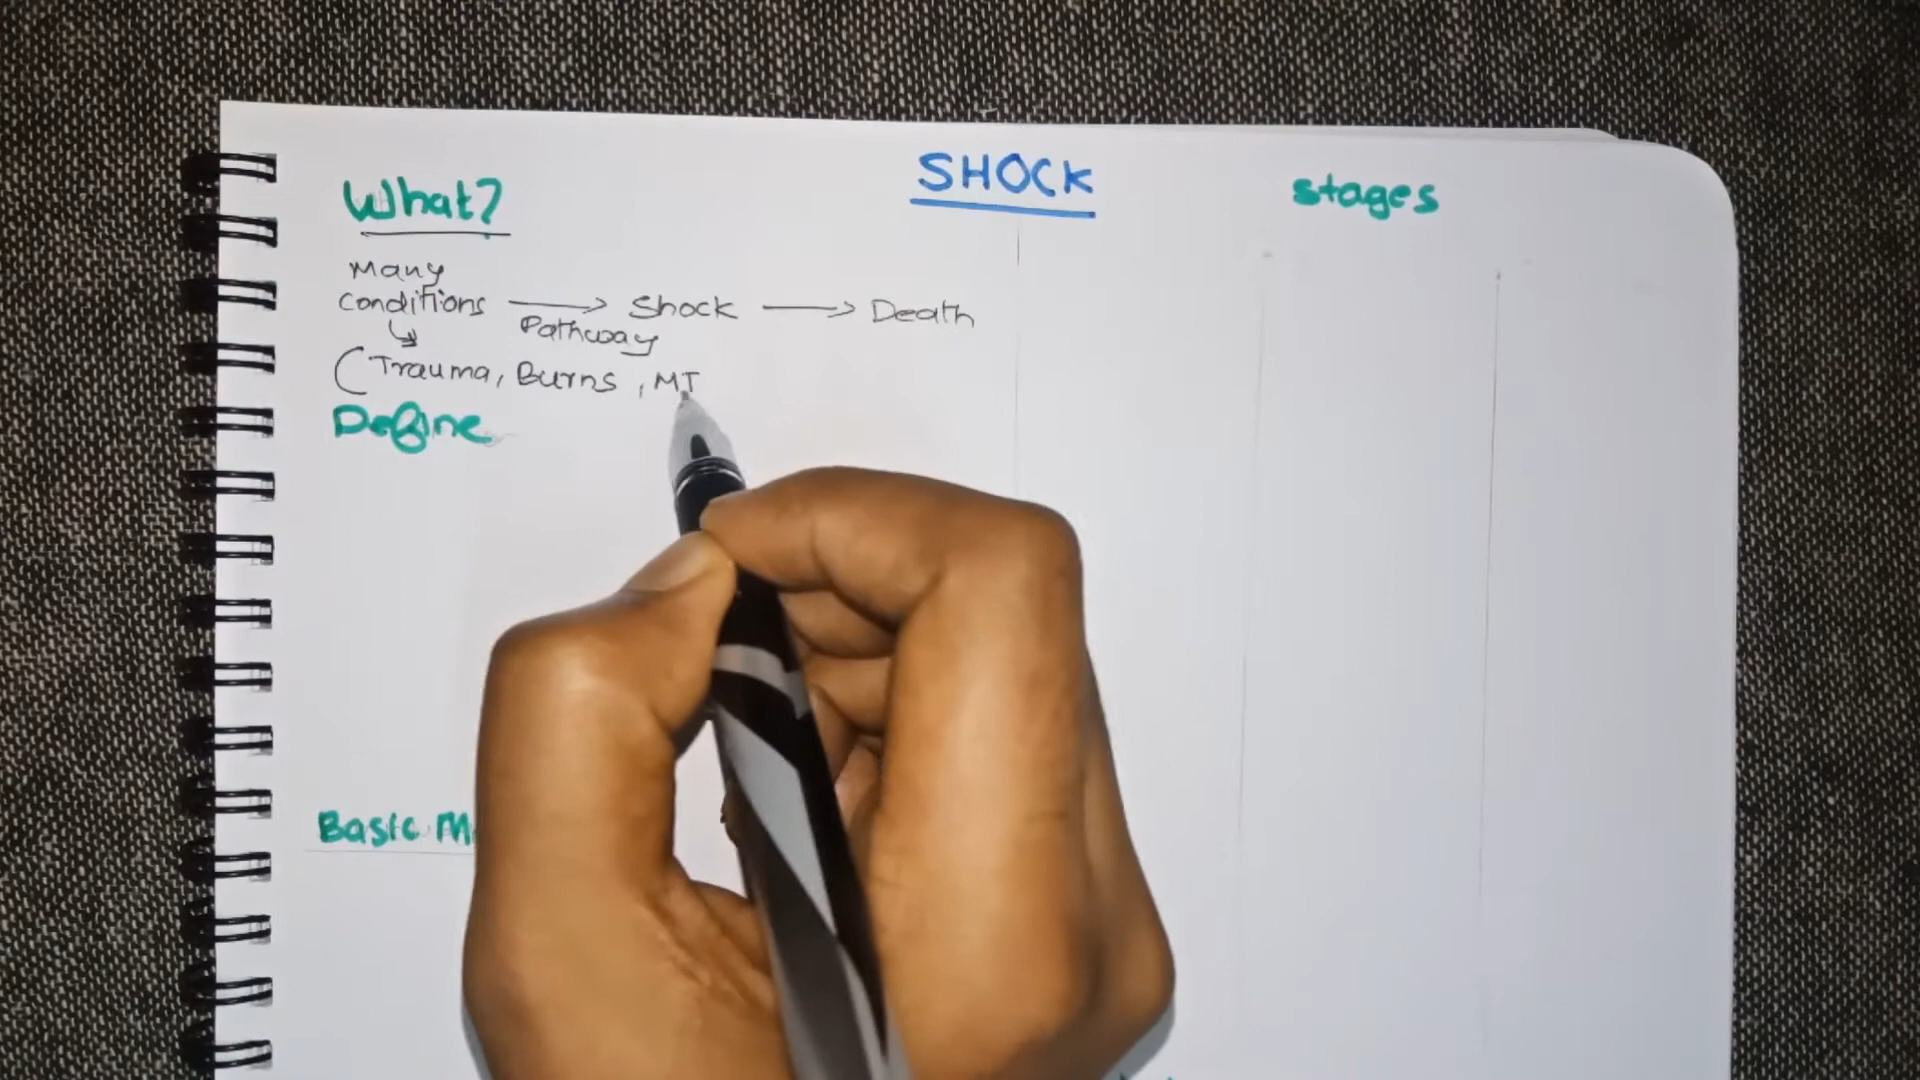 SHOCK
What?
stages
Many
conditions → Shock → Death
Pathway
(Trauma, Burns, MI
Define
Basic M